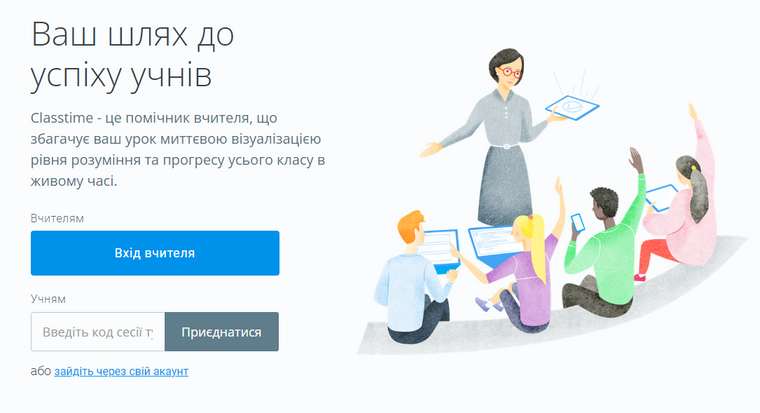 Ваш шлях до
успіху учнів
Classtime - це помічник вчителя, що
збагачує ваш урок миттєвою візуалізацією
рівня розуміння та прогресу усього класу в
живому часі.
Вчителям
Вхід вчителя
Учням
Введіть код сесії
Приєднатися
або зайдіть через свій акаунт